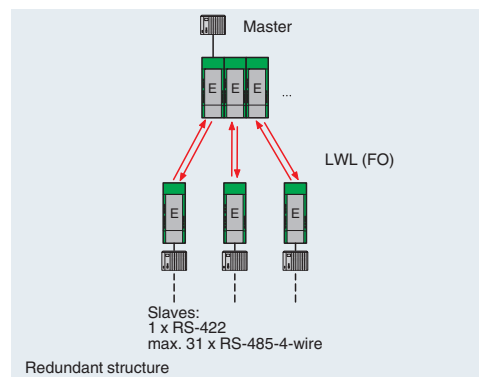 Master
E E E ...
LWL (FO)
E E E
Slaves:
1 x RS-422
max. 31 x RS-485-4-wire
Redundant structure